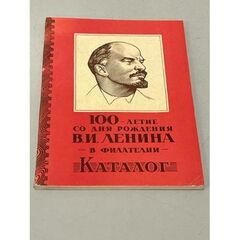 100-ЛЕТИЕ
СО ДНЯ РОЖДЕНИЯ
В.И. ЛЕНИНА
— В ФИЛАТЕЛИИ —
КАТАЛОГ